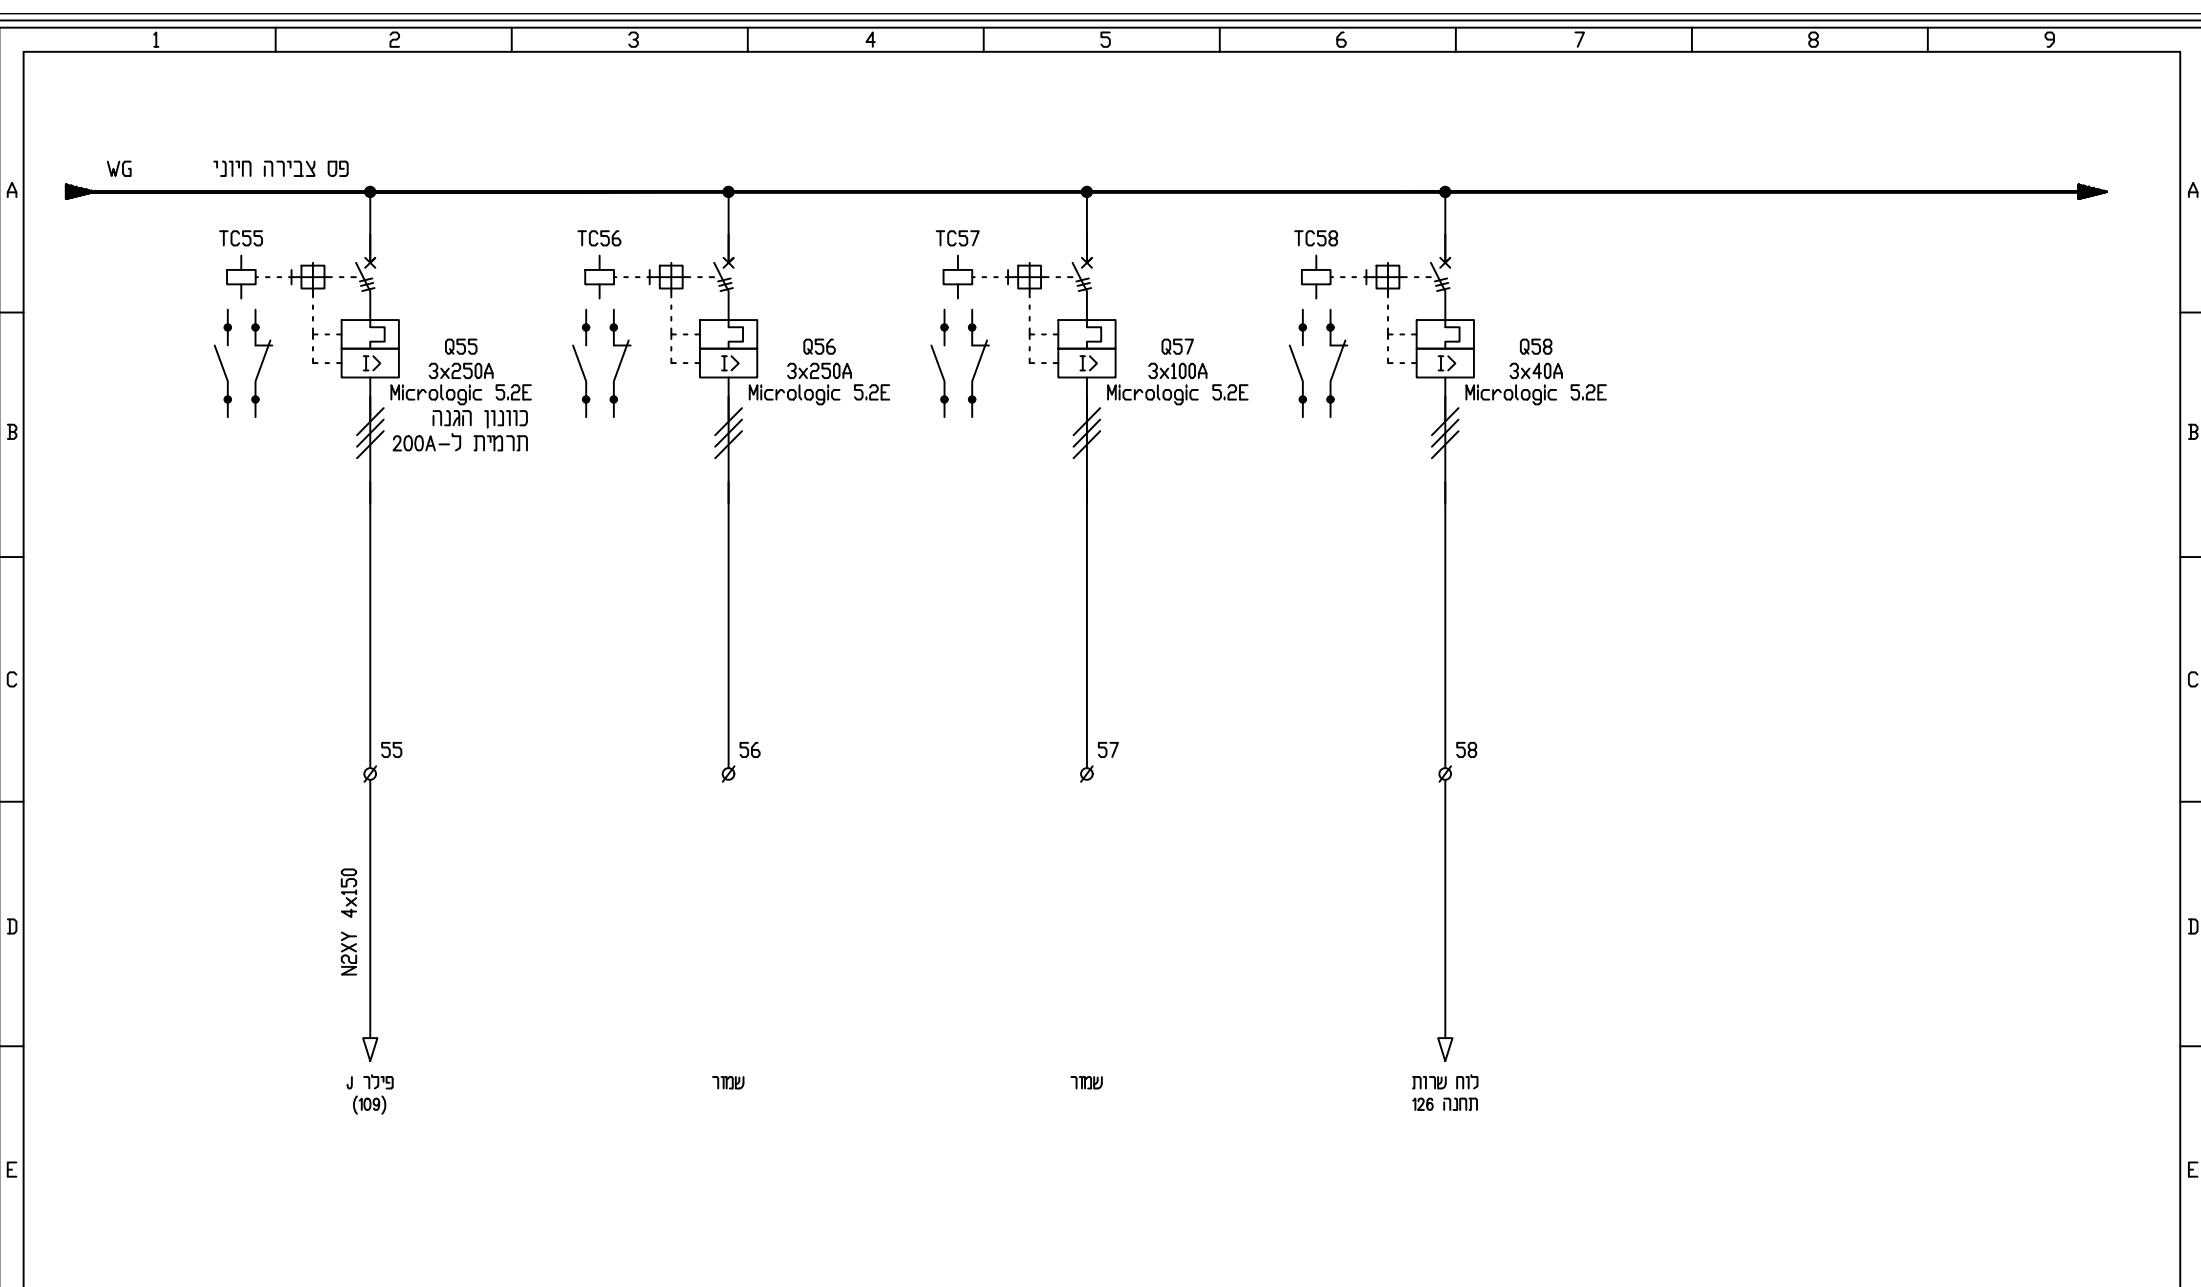 1 2 3 4 5 6 7 8 9
WG פס צבירה חיוני
A A
TC55 TC56 TC57 TC58
Q55
3x250A
Micrologic 5.2E
כוונון הגנה
תרמית ל-200A
Q56
3x250A
Micrologic 5.2E
Q57
3x100A
Micrologic 5.2E
Q58
3x40A
Micrologic 5.2E
I> I> I> I>
B B
C C
55 56 57 58
N2XY 4x150
D D
פילר J
(109)
שמור
שמור
לוח שרות
תחנה 126
E E